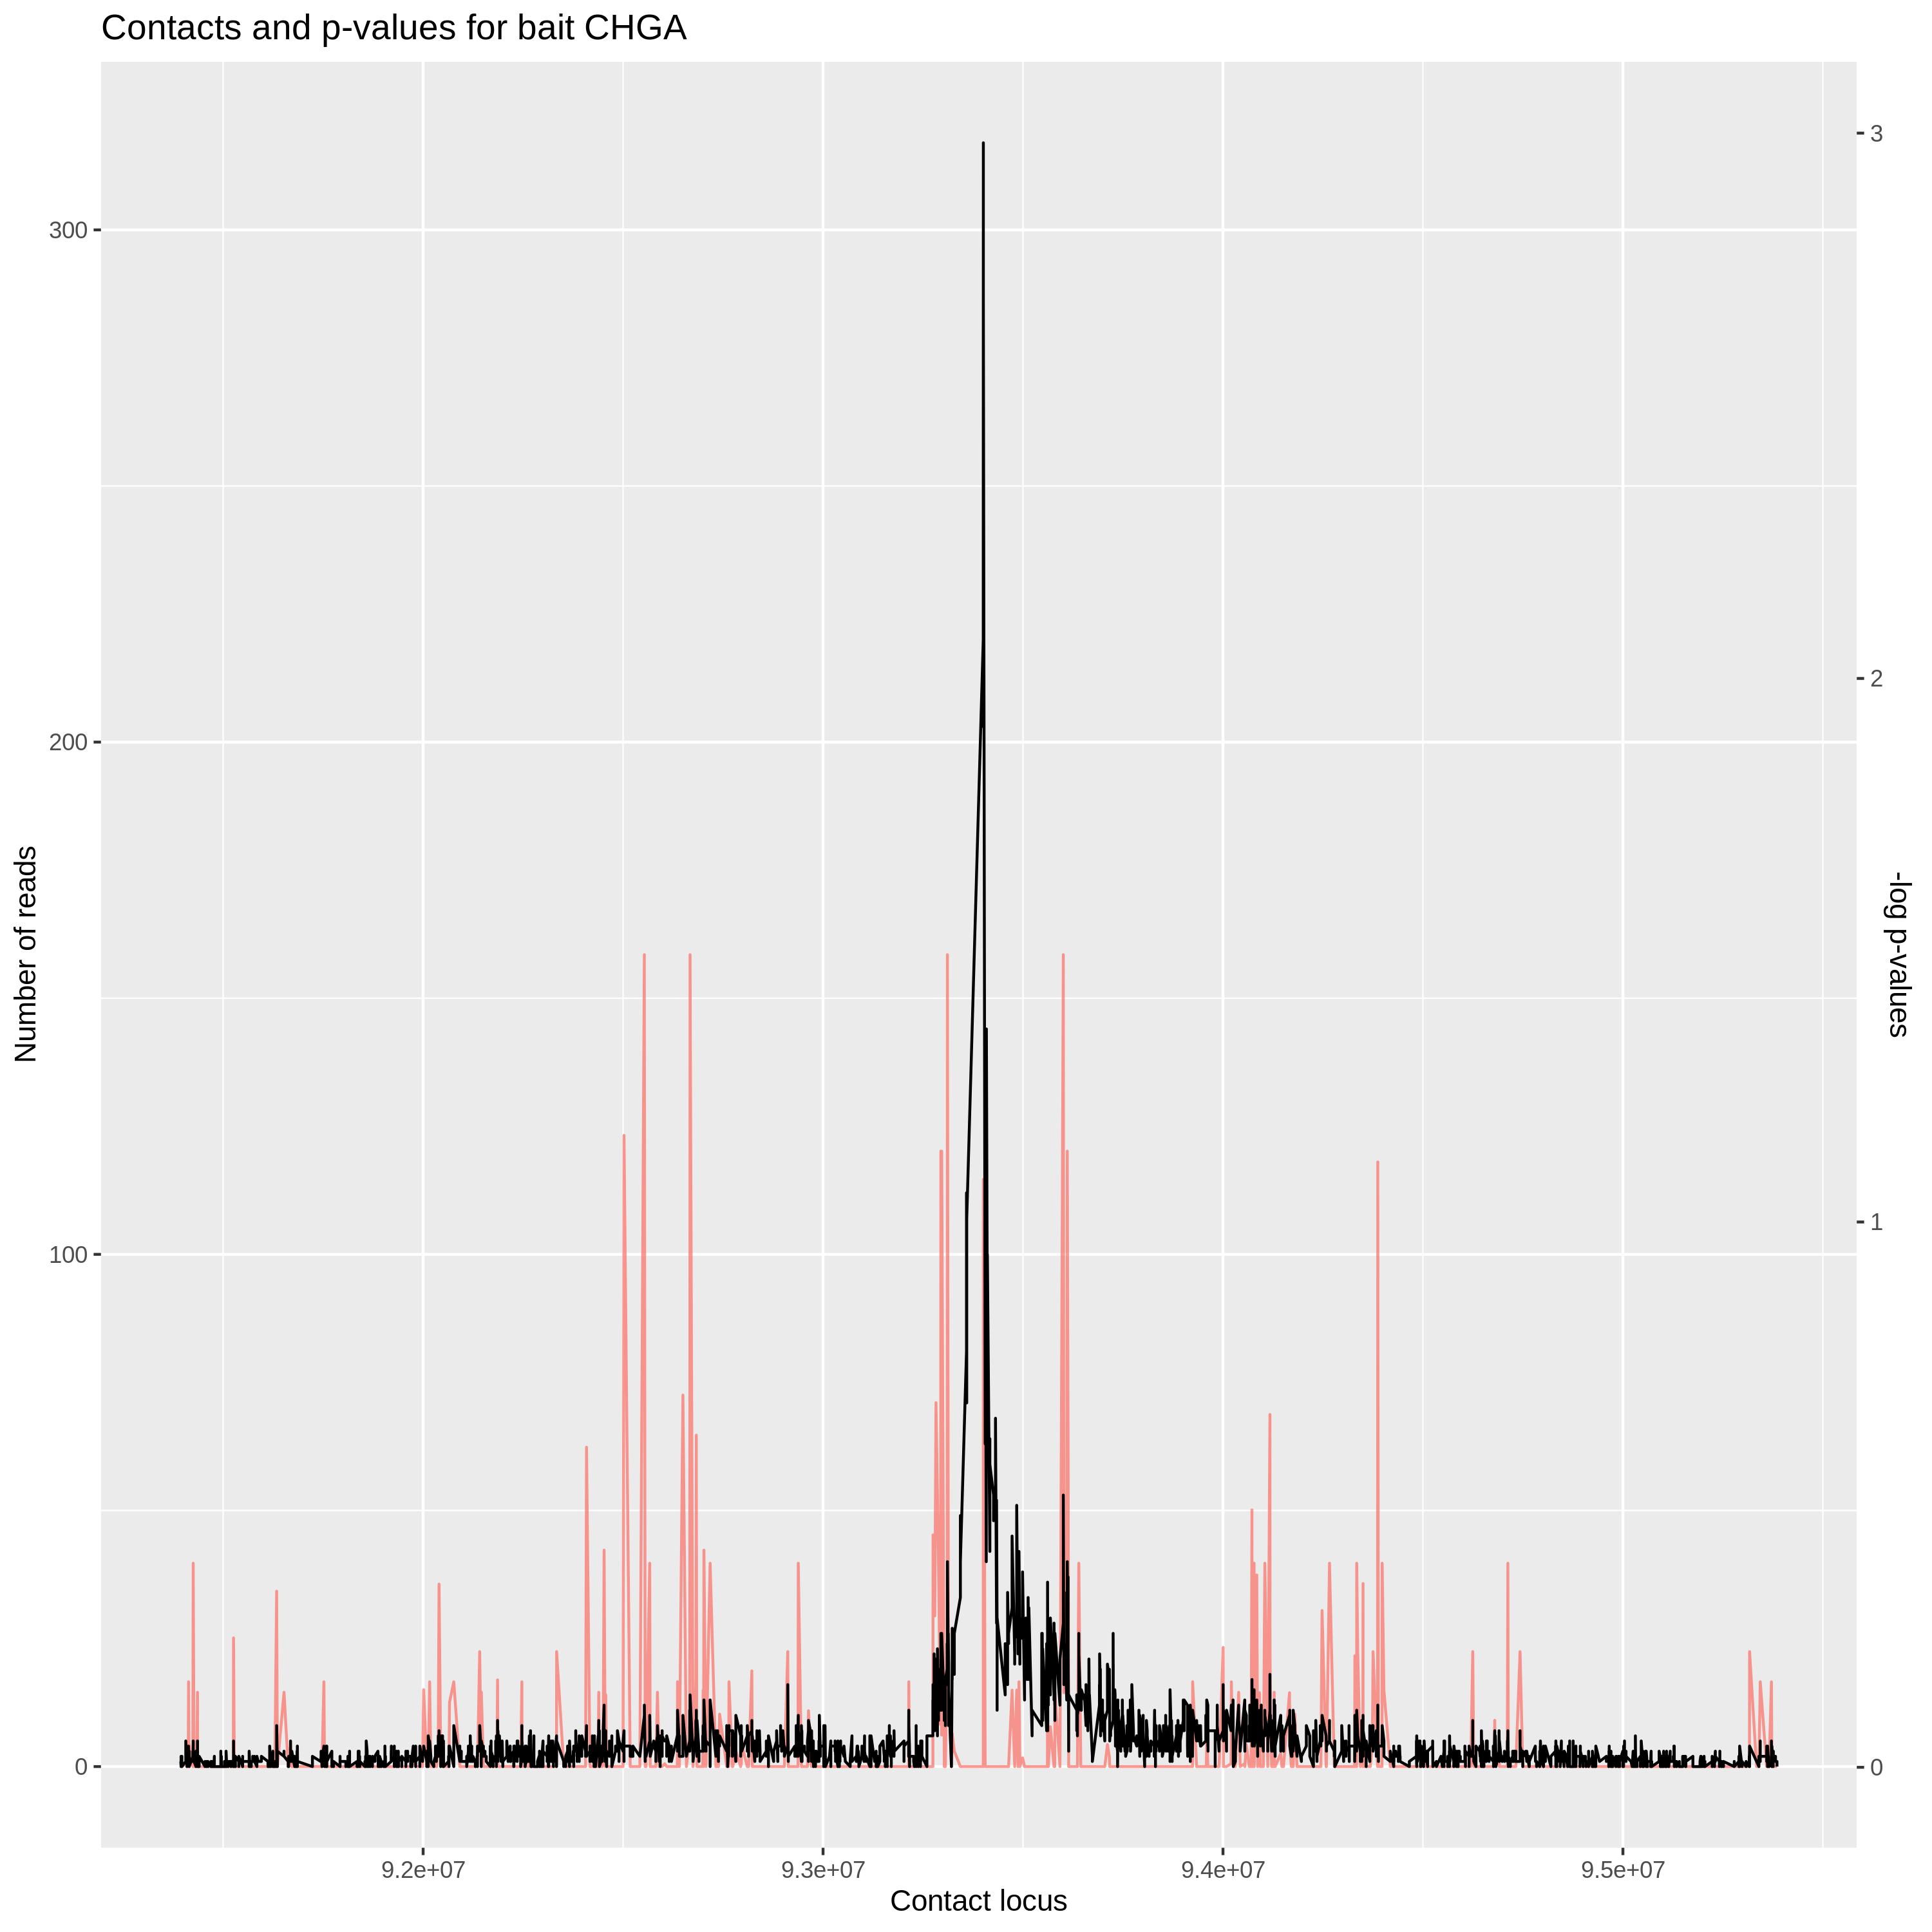 Contacts and p-values for bait CHGA
3
300
2
200
Number of reads
-log p-values
1
100
0
0
9.2e+07
9.3e+07
9.4e+07
9.5e+07
Contact locus